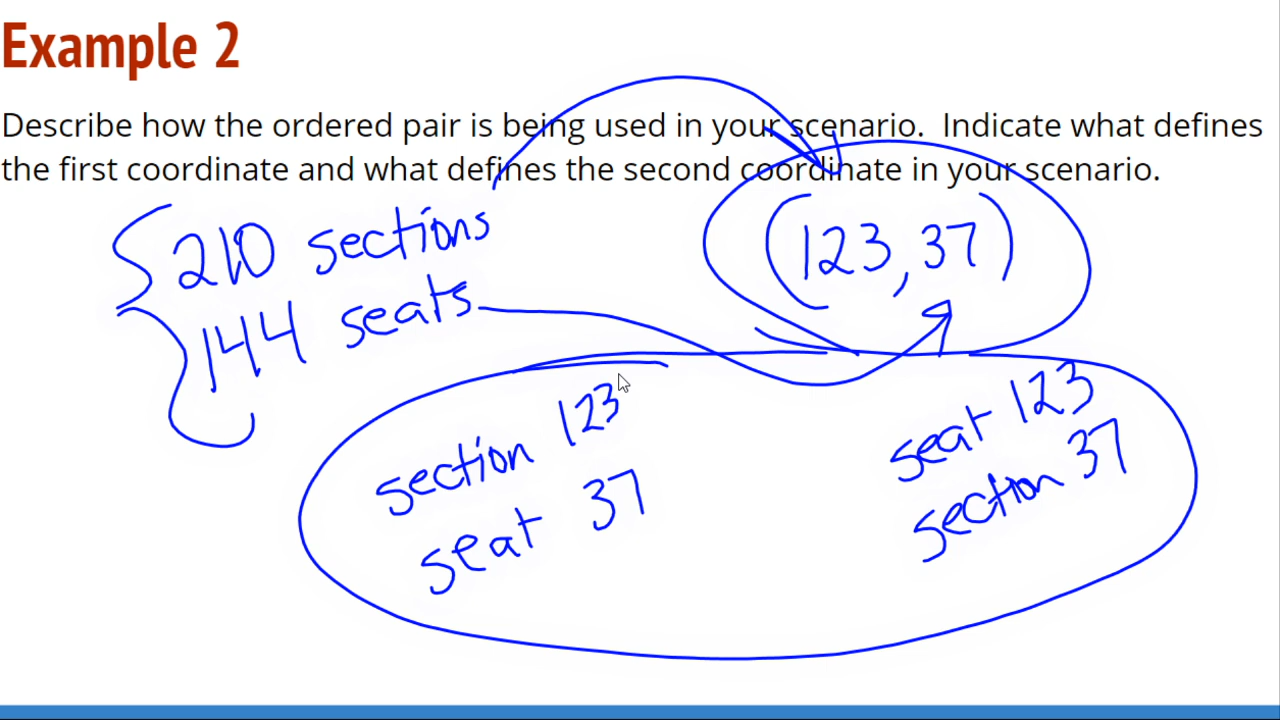 Example 2
Describe how the ordered pair is being used in your scenario. Indicate what defines
the first coordinate and what defines the second coordinate in your scenario.
210 sections
144 seats
(123, 37)
section 123
seat 37
seat 123
section 37